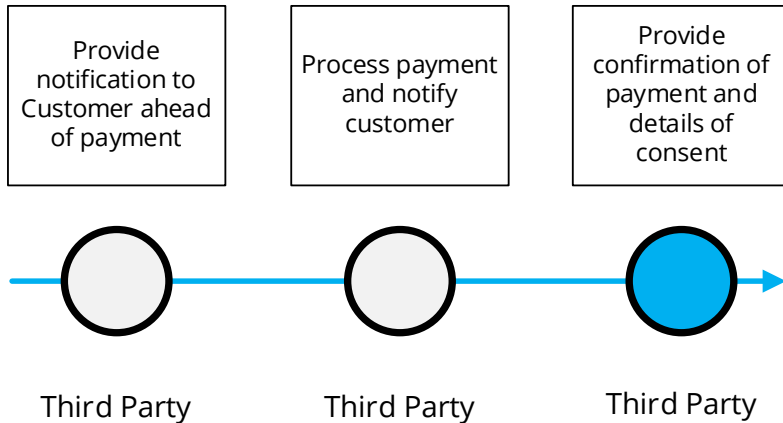 Provide
notification to
Customer ahead
of payment
Process payment
and notify
customer
Provide
confirmation of
payment and
details of
consent
Third Party
Third Party
Third Party